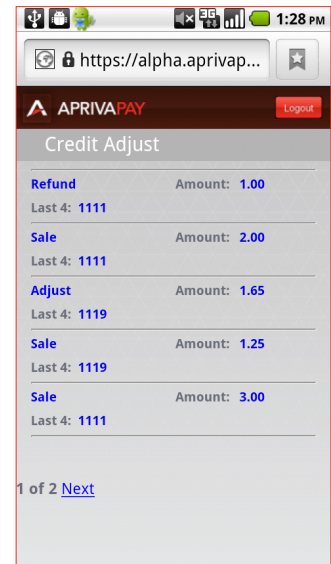 3G 1:28 PM
https://alpha.aprivap...
APRIVAPAY Logout
Credit Adjust
Refund Amount: 1.00
Last 4: 1111
Sale Amount: 2.00
Last 4: 1111
Adjust Amount: 1.65
Last 4: 1119
Sale Amount: 1.25
Last 4: 1119
Sale Amount: 3.00
Last 4: 1111
1 of 2 Next